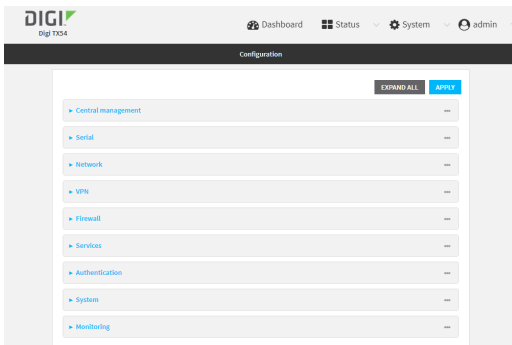 DIGI
Digi TX54
Dashboard Status System admin
Configuration
EXPAND ALL APPLY
Central management
Serial
Network
VPN
Firewall
Services
Authentication
System
Monitoring